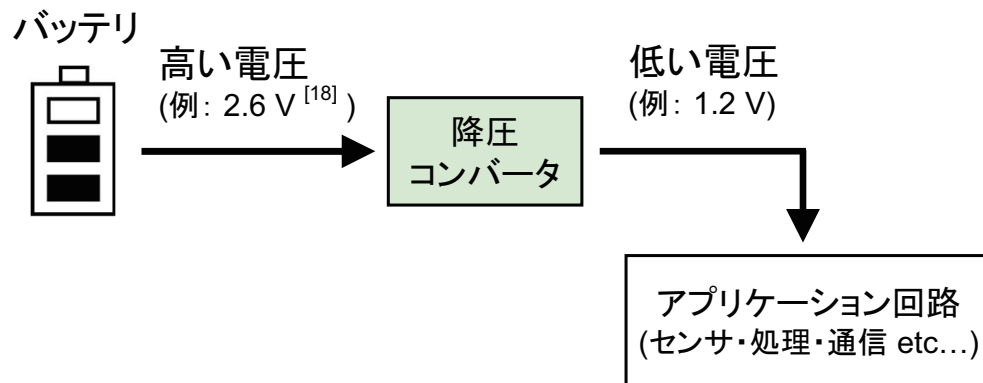 バッテリ
高い電圧
(例: 2.6 V [18] )
降圧
コンバータ
低い電圧
(例: 1.2 V)
アプリケーション回路
(センサ・処理・通信 etc…)